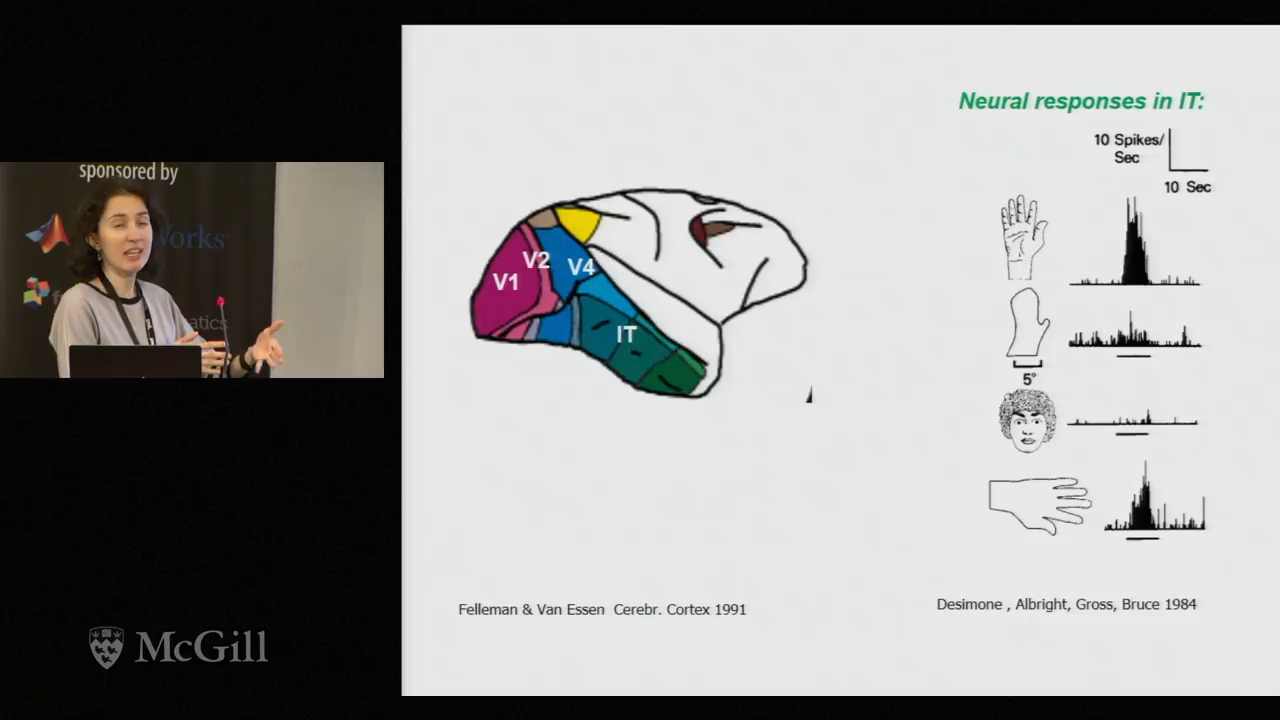 sponsored by
Works
atics
McGill
Neural responses in IT:
10 Spikes/
Sec
10 Sec
V2
V4
V1
IT
5°
Felleman & Van Essen Cerebr. Cortex 1991
Desimone , Albright, Gross, Bruce 1984